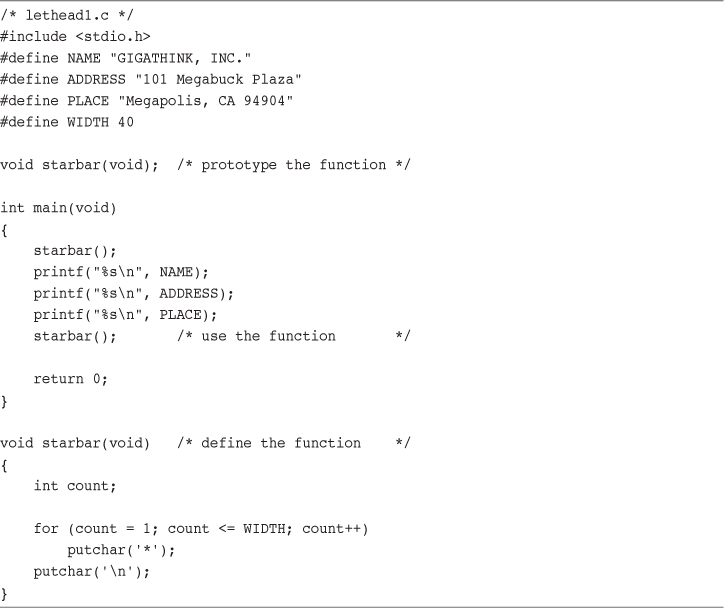 /* lethead1.c */
#include <stdio.h>
#define NAME "GIGATHINK, INC."
#define ADDRESS "101 Megabuck Plaza"
#define PLACE "Megapolis, CA 94904"
#define WIDTH 40

void starbar(void);  /* prototype the function */

int main(void)
{
    starbar();
    printf("%s\n", NAME);
    printf("%s\n", ADDRESS);
    printf("%s\n", PLACE);
    starbar();       /* use the function       */

    return 0;
}

void starbar(void)   /* define the function    */
{
    int count;

    for (count = 1; count <= WIDTH; count++)
        putchar('*');
    putchar('\n');
}